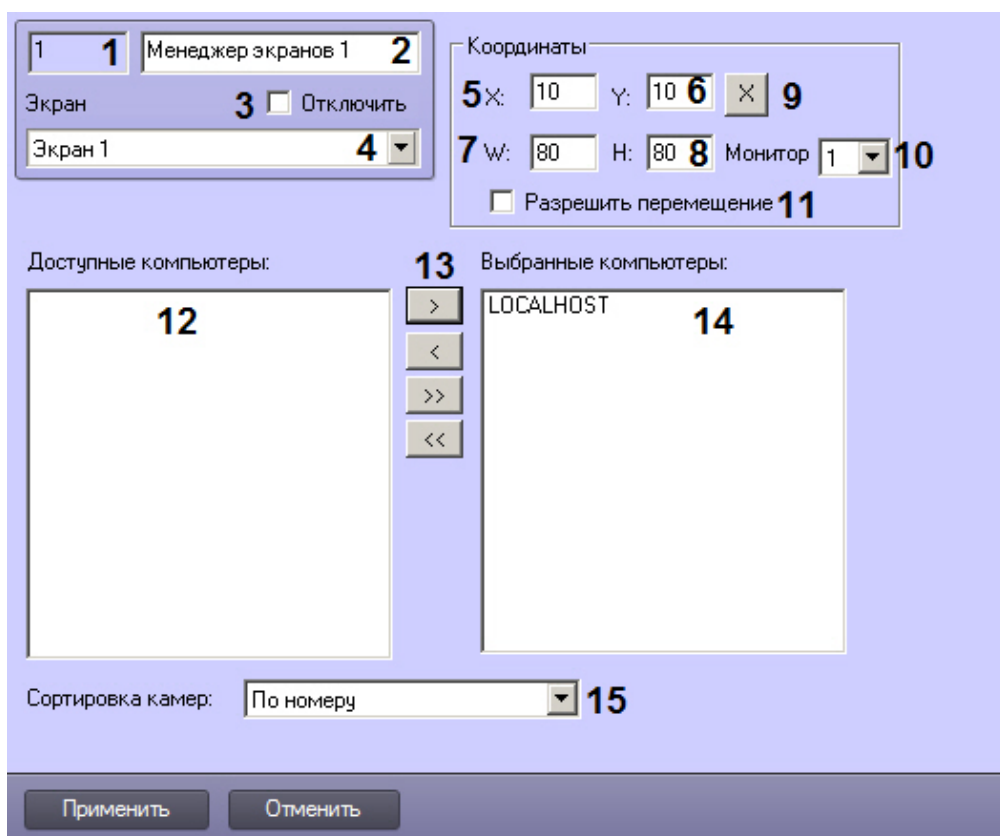 1 1 Менеджер экранов 1 2
Экран 3 Отключить
Экран 1 4
Координаты
5 X: 10 Y: 10 6 X 9
7 W: 80 H: 80 8 Монитор 1 10
Разрешить перемещение 11
Доступные компьютеры: 13 Выбранные компьютеры:
12 > LOCALHOST 14
<
>>
<<
Сортировка камер: По номеру 15
Применить Отменить